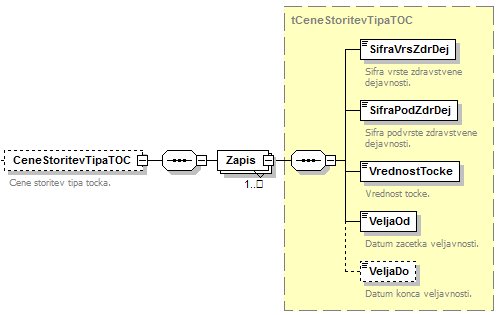 tCeneStoritevTipaTOC
SifraVrsZdrDej
Sifra vrste zdravstvene
dejavnosti.
SifraPodZdrDej
Sifra podvrste zdravstvene
dejavnosti.
CeneStoritevTipaTOC
Cene storitev tipa tocka.
Zapis
1..
VrednostTocke
Vrednost tocke.
VeljaOd
Datum zacetka veljavnosti.
VeljaDo
Datum konca veljavnosti.